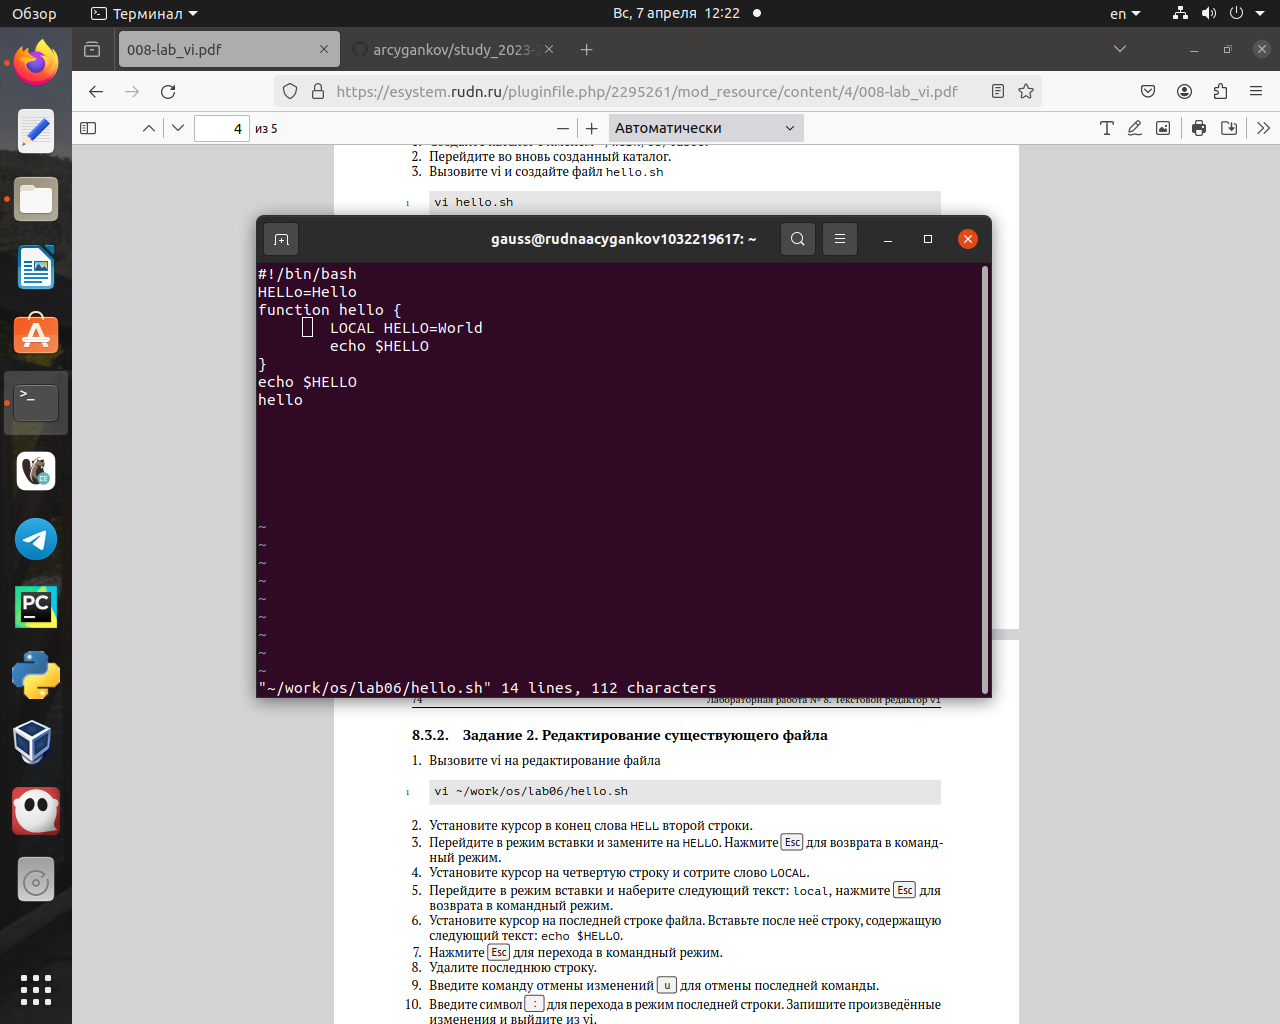 Обзор
Терминал
Вс, 7 апреля 12:22
en
008-lab_vi.pdf
arcygankov/study_2023-2
https://esystem.rudn.ru/pluginfile.php/2295261/mod_resource/content/4/008-lab_vi.pdf
4 из 5
Автоматически
2. Перейдите во вновь созданный каталог.
3. Вызовите vi и создайте файл hello.sh
1 vi hello.sh
gauss@rudnaacygankov1032219617: ~
#!/bin/bash
HELLo=Hello
function hello {
LOCAL HELLO=World
echo $HELLO
}
echo $HELLO
hello
~
~
~
~
~
~
~
~
~
"~/work/os/lab06/hello.sh" 14 lines, 112 characters
74 Лабораторная работа № 8. Текстовой редактор vi
8.3.2. Задание 2. Редактирование существующего файла
1. Вызовите vi на редактирование файла
1 vi ~/work/os/lab06/hello.sh
2. Установите курсор в конец слова HELL второй строки.
3. Перейдите в режим вставки и замените на HELLO. Нажмите Esc для возврата в команд-
ный режим.
4. Установите курсор на четвертую строку и сотрите слово LOCAL.
5. Перейдите в режим вставки и наберите следующий текст: local, нажмите Esc для
возврата в командный режим.
6. Установите курсор на последней строке файла. Вставьте после неё строку, содержащую
следующий текст: echo $HELLO.
7. Нажмите Esc для перехода в командный режим.
8. Удалите последнюю строку.
9. Введите команду отмены изменений u для отмены последней команды.
10. Введите символ : для перехода в режим последней строки. Запишите произведённые
изменения и выйдите из vi.